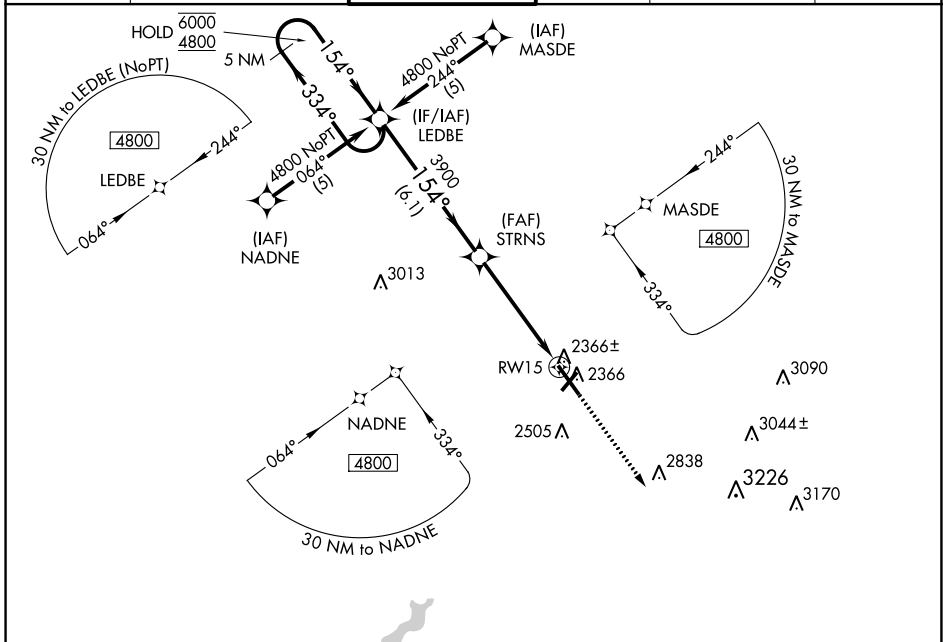 HOLD 6000
4800
5 NM
154°
334°
(IAF)
MASDE
4800 NoPT
244°
(5)
(IF/IAF)
LEDBE
30 NM to LEDBE (NoPT)
4800
244°
LEDBE
064°
4800 NoPT
064°
(5)
(IAF)
NADNE
3900
154°
(6.1)
(FAF)
STRNS
244°
30 NM to MASDE
MASDE
4800
334°
3013
2366±
RW15
2366
3090
2505
3044±
2838
3226
3170
NADNE
064°
334°
4800
30 NM to NADNE